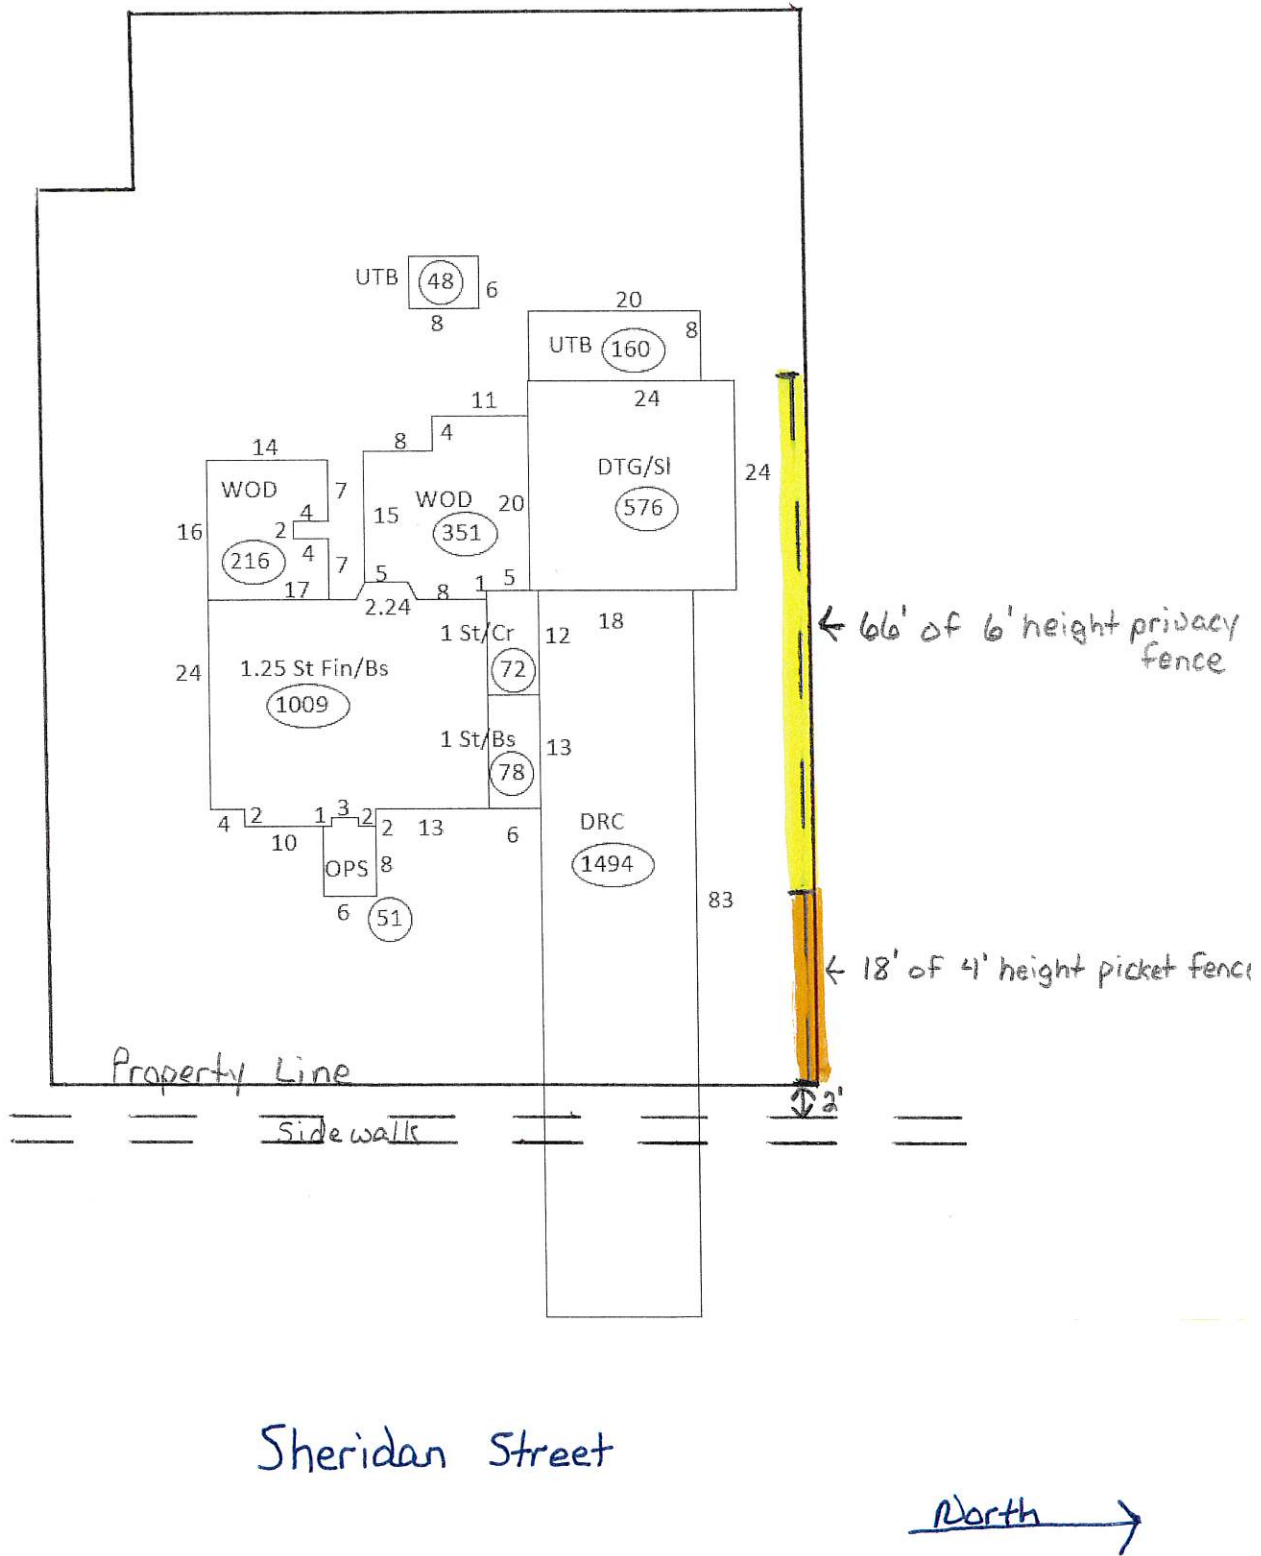 UTB 48 6
8
20
UTB 160 8
11
24
8 4
14
DTG/Sl
24
WOD 7
WOD
4
15
20
576
16 2
351
4
216
7
5
17
8 1 5
2.24
18
← 66' of 6' height privacy
fence
1 St/Cr 12
24
1.25 St Fin/Bs
72
1009
1 St/Bs 13
78
4 2 1 3 2
2 13 6
10
DRC
OPS 8
1494
6 51
83
← 18' of 4' height picket fenc
Property Line
2'
Sidewalk
Sheridan Street
North